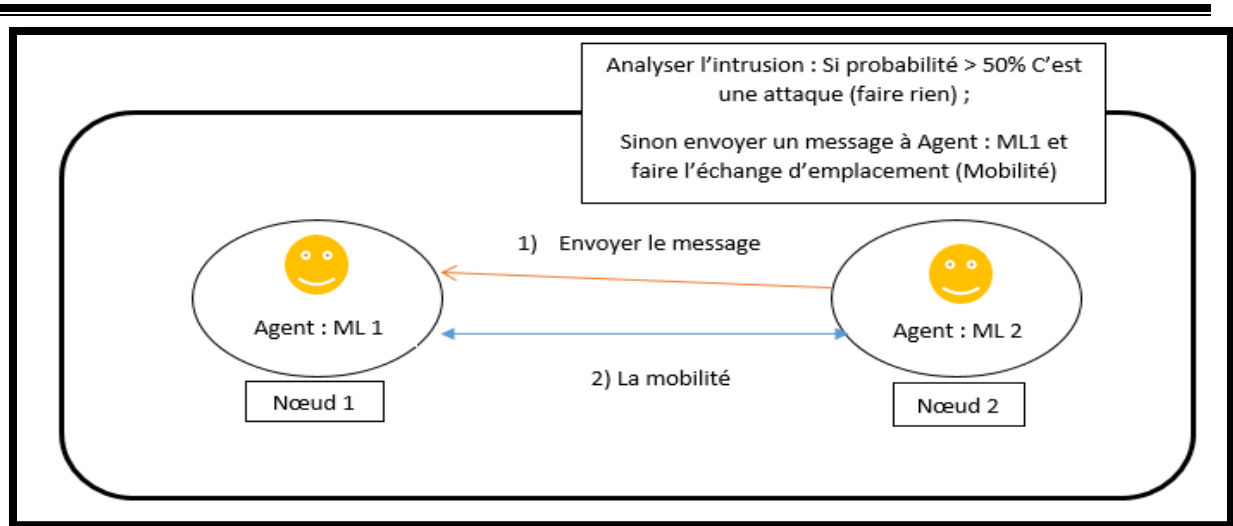 Analyser l’intrusion : Si probabilité > 50% C’est
une attaque (faire rien) ;
Sinon envoyer un message à Agent : ML1 et
faire l’échange d’emplacement (Mobilité)
1) Envoyer le message
Agent : ML 1
Agent : ML 2
2) La mobilité
Nœud 1
Nœud 2